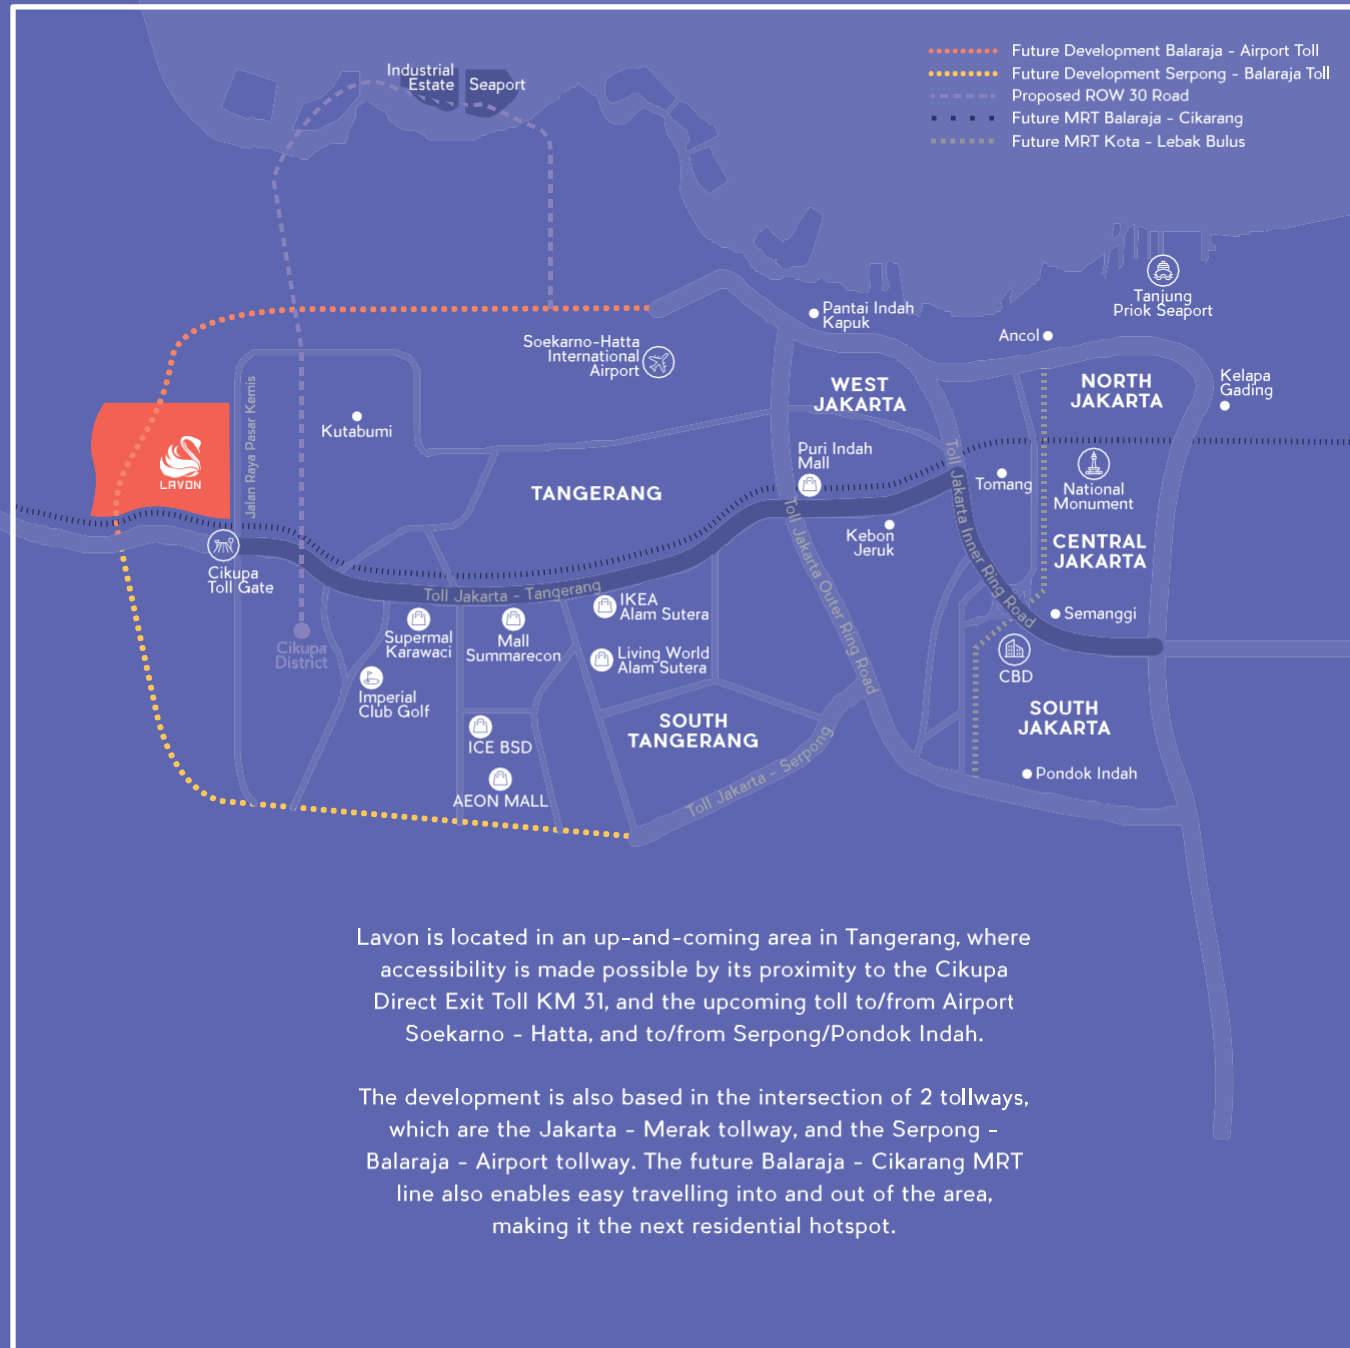 Future Development Balaraja - Airport Toll
Future Development Serpong - Balaraja Toll
Proposed ROW 30 Road
Future MRT Balaraja - Cikarang
Future MRT Kota - Lebak Bulus
Industrial
Estate
Seaport
Tanjung
Priok Seaport
Pantai Indah
Kapuk
Ancol
Soekarno-Hatta
International
Airport
WEST
JAKARTA
NORTH
JAKARTA
Kelapa
Gading
Jalan Raya Pasar Kemis
Kutabumi
LAVON
Puri Indah
Mall
TANGERANG
Toll Jakarta Inner Ring Road
Tomang
National
Monument
Kebon
Jeruk
CENTRAL
JAKARTA
Cikupa
Toll Gate
Toll Jakarta - Tangerang
Toll Jakarta Outer Ring Road
IKEA
Alam Sutera
Semanggi
Supermal
Karawaci
Mall
Summarecon
Cikupa
District
Living World
Alam Sutera
CBD
Imperial
Club Golf
SOUTH
TANGERANG
SOUTH
JAKARTA
ICE BSD
Toll Jakarta - Serpong
Pondok Indah
AEON MALL
Lavon is located in an up-and-coming area in Tangerang, where
accessibility is made possible by its proximity to the Cikupa
Direct Exit Toll KM 31, and the upcoming toll to/from Airport
Soekarno - Hatta, and to/from Serpong/Pondok Indah.
The development is also based in the intersection of 2 tollways,
which are the Jakarta - Merak tollway, and the Serpong -
Balaraja - Airport tollway. The future Balaraja - Cikarang MRT
line also enables easy travelling into and out of the area,
making it the next residential hotspot.